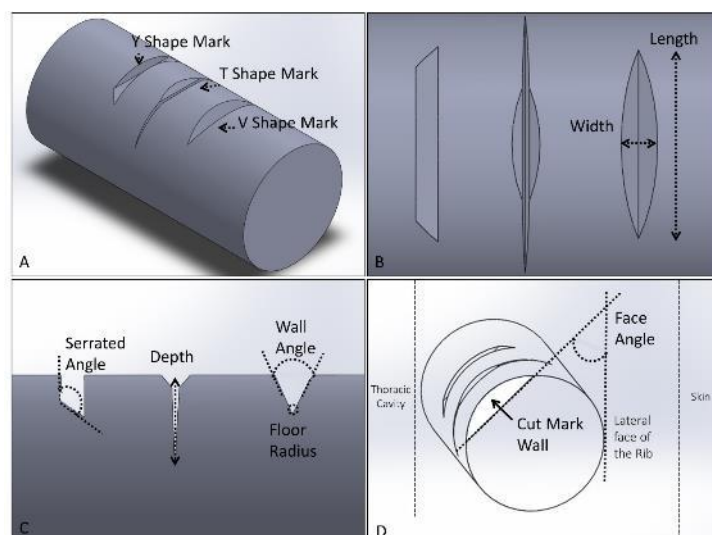 Y Shape Mark
T Shape Mark
V Shape Mark
A
Length
Width
B
Serrated
Angle
Depth
Wall
Angle
Floor
Radius
C
Face
Angle
Thoracic
Cavity
Skin
Cut Mark
Wall
Lateral
face of
the Rib
D